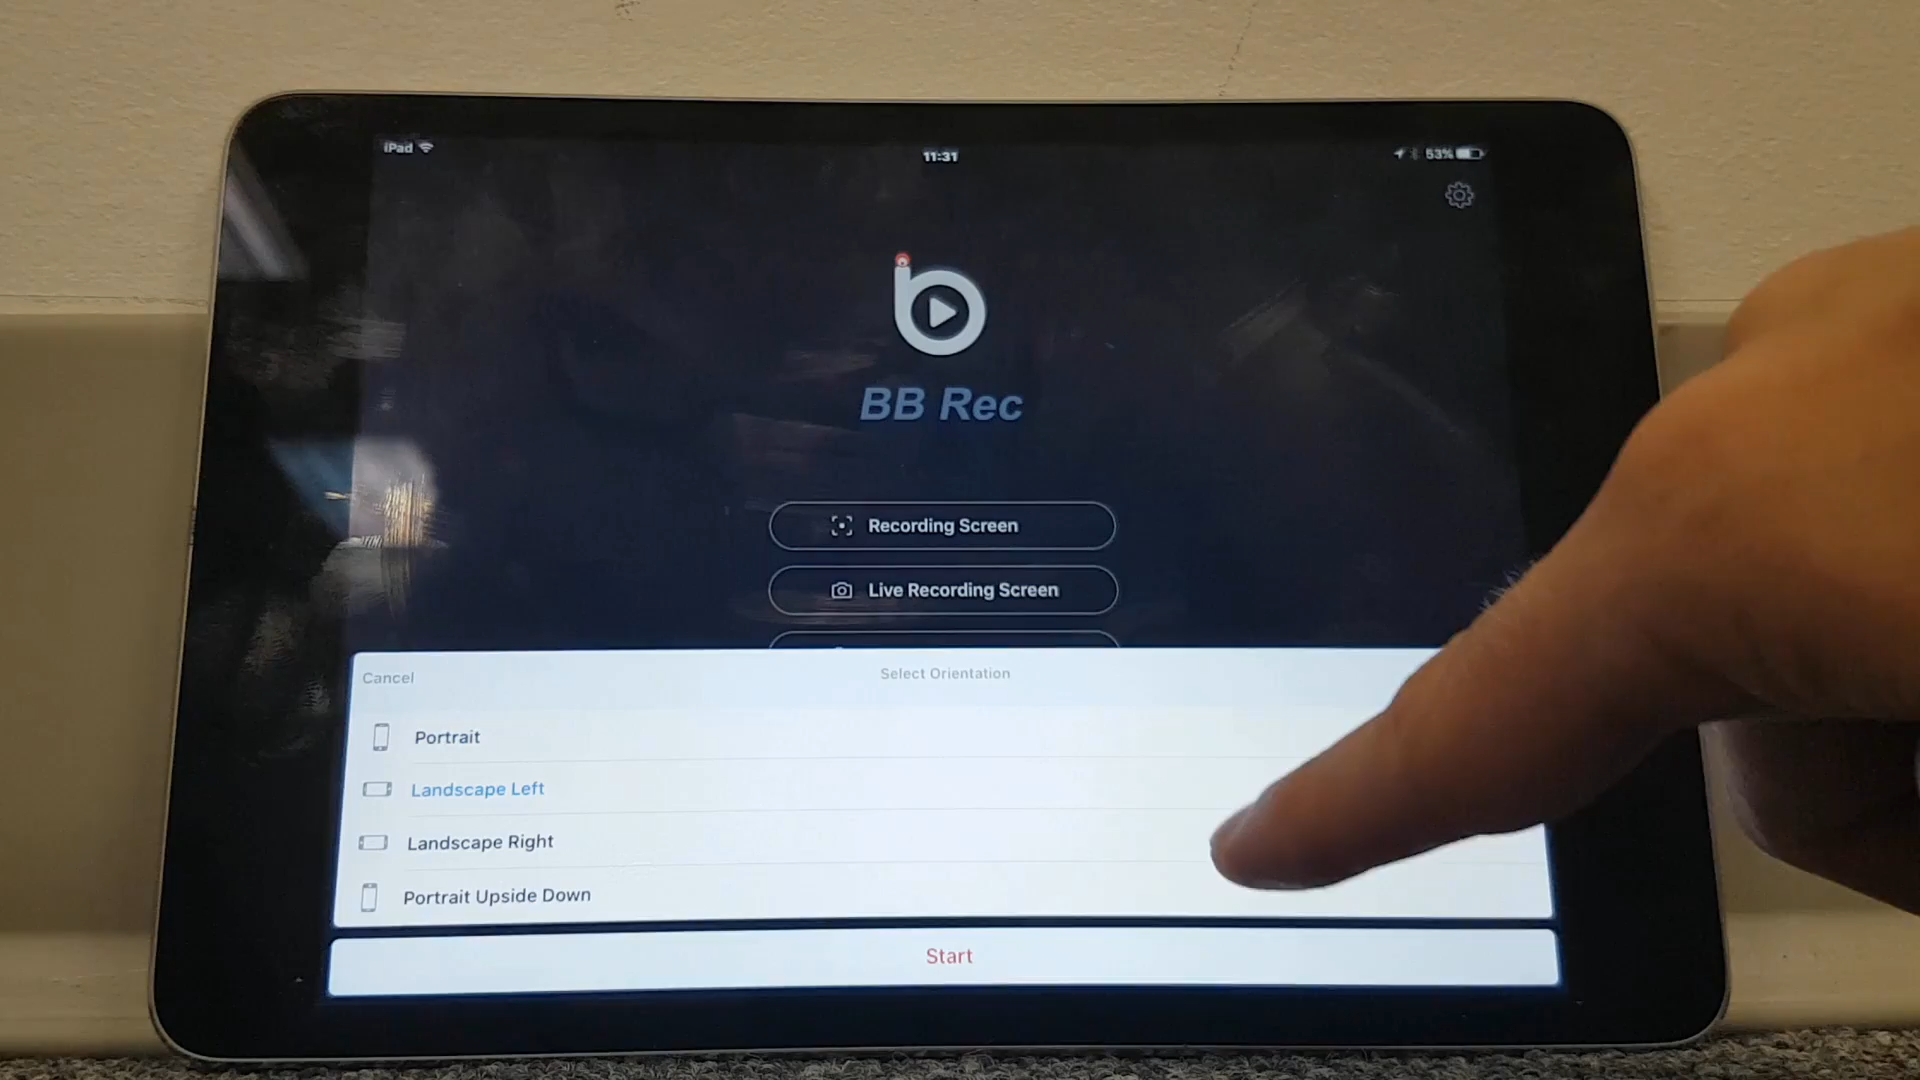 iPad
11:31
53%
BB Rec
Recording Screen
Live Recording Screen
Cancel
Select Orientation
Portrait
Landscape Left
Landscape Right
Portrait Upside Down
Start